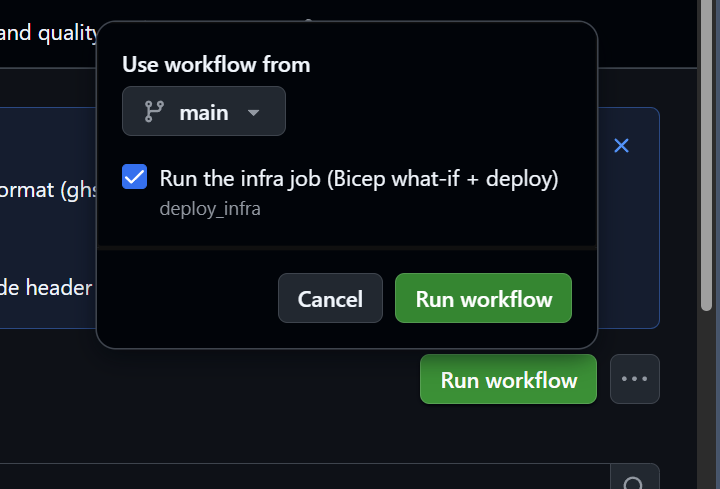 and quality
Use workflow from
main
ormat (ghs
Run the infra job (Bicep what-if + deploy)
deploy_infra
de header
Cancel
Run workflow
Run workflow